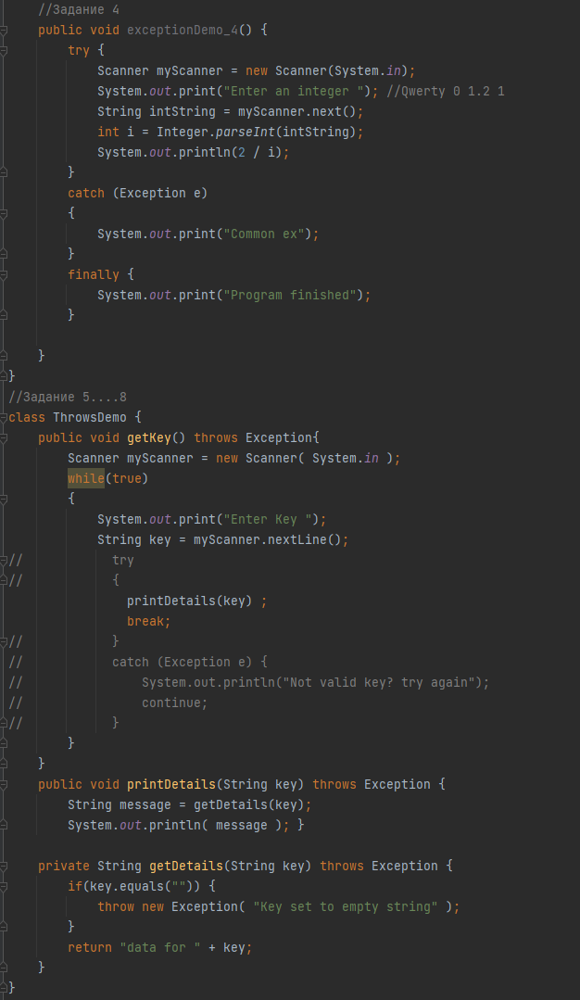 //Задание 4
public void exceptionDemo_4() {
try {
Scanner myScanner = new Scanner(System.in);
System.out.print("Enter an integer "); //Qwerty 0 1.2 1
String intString = myScanner.next();
int i = Integer.parseInt(intString);
System.out.println(2 / i);
}
catch (Exception e)
{
System.out.print("Common ex");
}
finally {
System.out.print("Program finished");
}
}
}
//Задание 5....8
class ThrowsDemo {
public void getKey() throws Exception{
Scanner myScanner = new Scanner( System.in );
while(true)
{
System.out.print("Enter Key ");
String key = myScanner.nextLine();
// try
// {
printDetails(key) ;
break;
// }
// catch (Exception e) {
// System.out.println("Not valid key? try again");
// continue;
// }
}
}
public void printDetails(String key) throws Exception {
String message = getDetails(key);
System.out.println( message ); }
private String getDetails(String key) throws Exception {
if(key.equals("")) {
throw new Exception( "Key set to empty string" );
}
return "data for " + key;
}
}